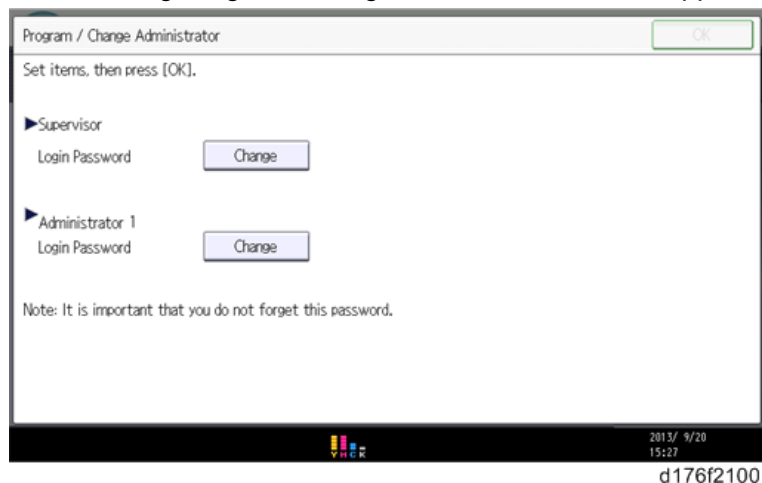 Program / Change Administrator
OK
Set items, then press [OK].
▶Supervisor
Login Password
Change
▶Administrator 1
Login Password
Change
Note: It is important that you do not forget this password.
YMCK
2013/ 9/20
15:27
d176f2100